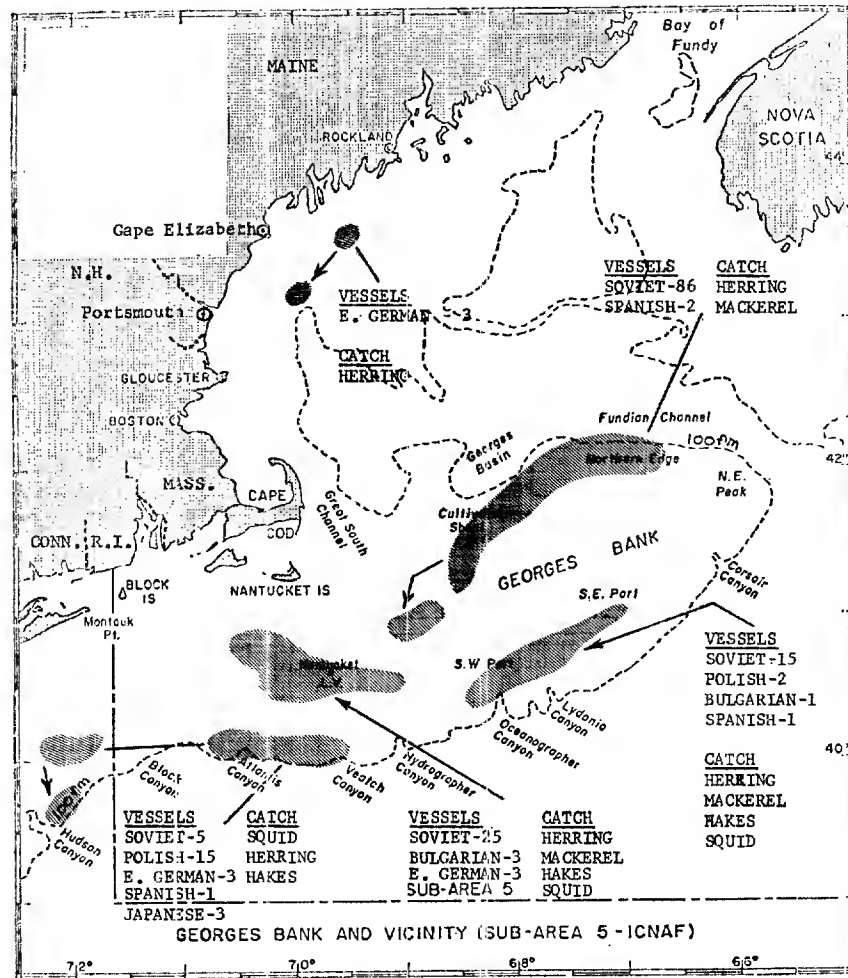 Bay of
Fundy
MAINE
NOVA
SCOTIA
ROCKLAND
44°
Cape Elizabeth
N.H.
VESSELS CATCH
SOVIET-86 HERRING
SPANISH-2 MACKEREL
VESSELS
E. GERMAN - 3
Portsmouth
CATCH
HERRING
GLOUCESTER
BOSTON
Fundian Channel
100fm
Georges
Basin
Northern Edge
42°
N.E.
Peak
MASS.
CAPE
COD
Great South
Channel
CONN. R.I.
GEORGES BANK
Corsair
Canyon
BLOCK
IS
NANTUCKET IS
Montauk
Pt.
S.E. Part
S.W Part
VESSELS
SOVIET-15
POLISH-2
BULGARIAN-1
SPANISH-1
Lydonia
Canyon
Oceanographer
Canyon
Hydrographer
Canyon
Veatch
Canyon
Atlantis
Canyon
Block
Canyon
100fm
Hudson
Canyon
40°
CATCH
HERRING
MACKEREL
HAKES
SQUID
VESSELS CATCH
SOVIET-5 SQUID
POLISH-15 HERRING
E. GERMAN-3 HAKES
SPANISH-1
JAPANESE-3
VESSELS CATCH
SOVIET-25 HERRING
BULGARIAN-3 MACKEREL
E. GERMAN-3 HAKES
SUB-AREA 5 SQUID
GEORGES BANK AND VICINITY (SUB-AREA 5-ICNAF)
72° 70° 68° 66°